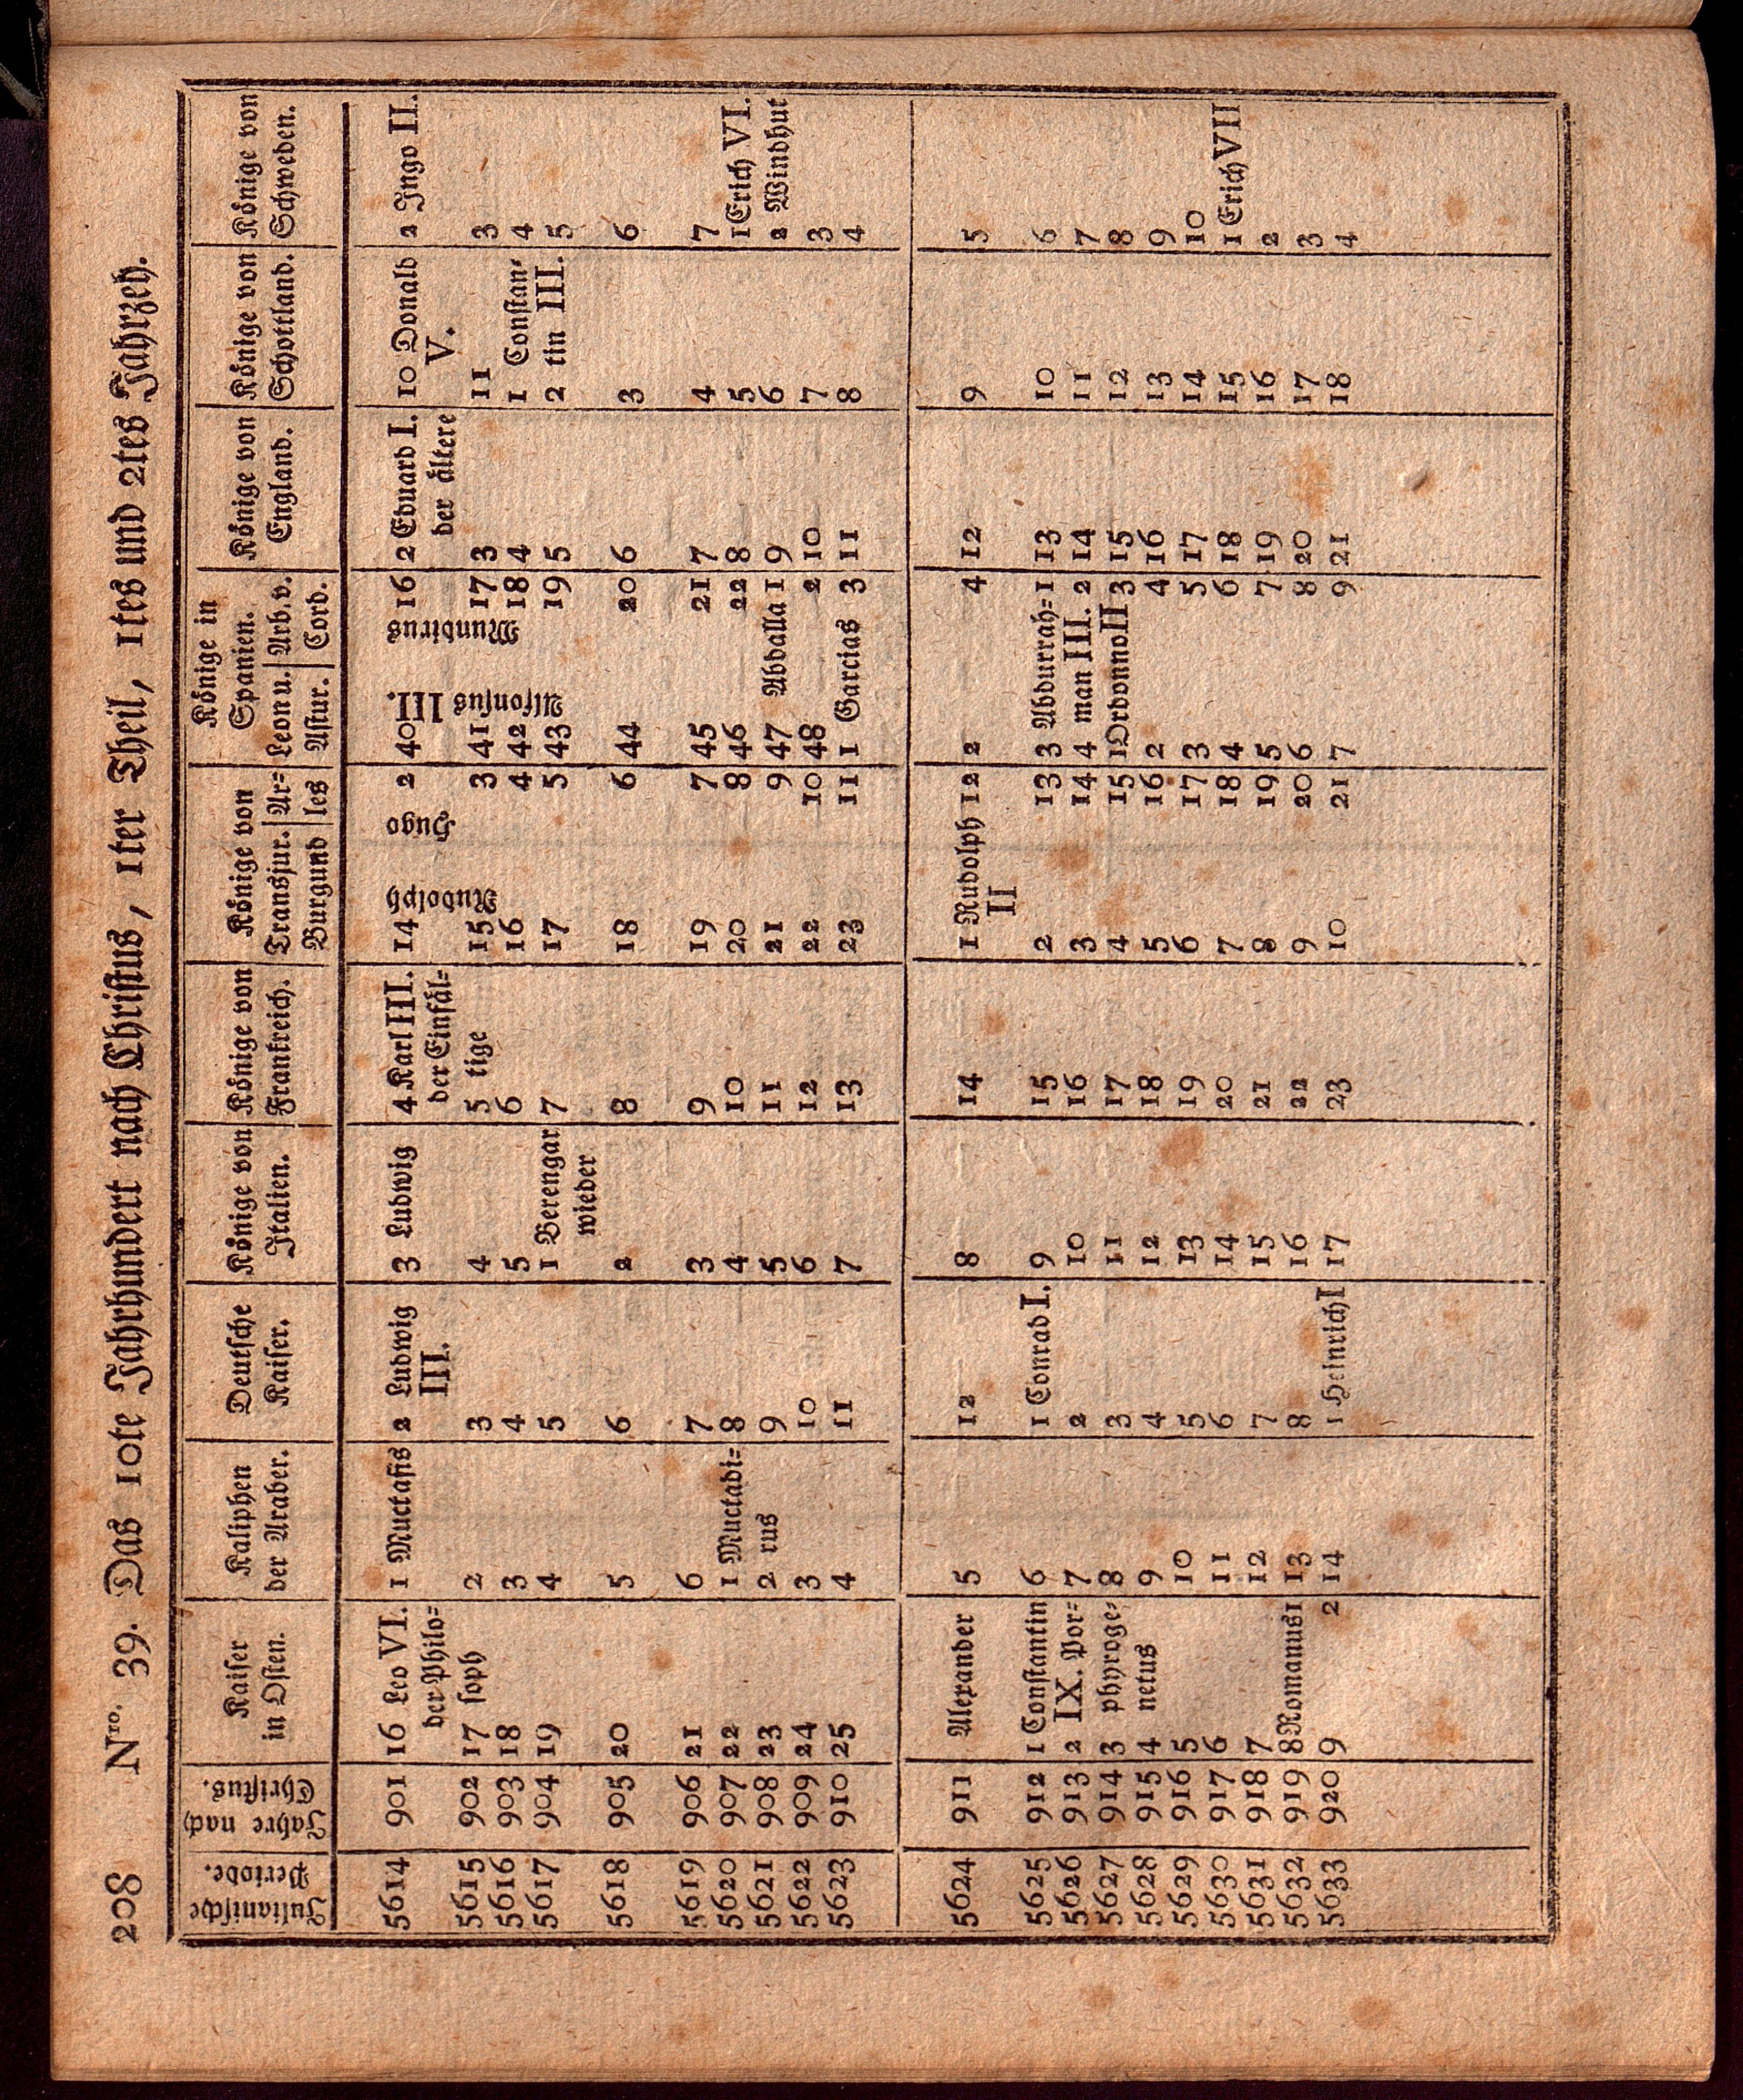 208 Nro. 39. Das 10te Jahrhundert nach Christus, 1ter Theil, 1tes und 2tes Jahrzeh.
Julianische Periode. | Jahre nach Christus. | Kaiser in Osten. | Kaliphen der Araber. | Deutsche Kaiser. | Könige von Italien. | Könige von Frankreich. | Könige von Transjur. Burgund | Arles | Könige in Spanien. Leon u. Astur. | Arb. v. Cord. | Könige von England. | Könige von Schottland. | Könige von Schweden.
5614 | 901 | 16 Leo VI. | 1 Muctafis | 2 Ludwig | 3 Ludwig | 4 Karl III. | 14 Rudolph | 2 Hugo | 40 Alfonsus III. | 16 Mundirus | 2 Eduard I. | 10 Donald | 2 Ingo II.
der Philo= | III. | der Einfäl= | der ältere | V.
5615 | 902 | 17 soph | 2 | 3 | 4 | 5 tige | 15 | 3 | 41 | 17 | 3 | 11 | 3
5616 | 903 | 18 | 3 | 4 | 5 | 6 | 16 | 4 | 42 | 18 | 4 | 1 Constan= | 4
5617 | 904 | 19 | 4 | 5 | 1 Berengar | 7 | 17 | 5 | 43 | 19 | 5 | 2 tin III. | 5
wieder
5618 | 905 | 20 | 5 | 6 | 2 | 8 | 18 | 6 | 44 | 20 | 6 | 3 | 6
5619 | 906 | 21 | 6 | 7 | 3 | 9 | 19 | 7 | 45 | 21 | 7 | 4 | 7
5620 | 907 | 22 | 1 Muctadi= | 8 | 4 | 10 | 20 | 8 | 46 | 22 | 8 | 5 | 1 Erich VI.
5621 | 908 | 23 | 2 rus | 9 | 5 | 11 | 21 | 9 | 47 | Abdalla 1 | 9 | 6 | 2 Windhut
5622 | 909 | 24 | 3 | 10 | 6 | 12 | 22 | 10 | 48 | 2 | 10 | 7 | 3
5623 | 910 | 25 | 4 | 11 | 7 | 13 | 23 | 11 | 1 Garcias | 3 | 11 | 8 | 4
5624 | 911 | Alexander | 5 | 12 | 8 | 14 | 1 Rudolph | 12 | 2 | 4 | 12 | 9 | 5
II
5625 | 912 | 1 Constantin | 6 | 1 Conrad I. | 9 | 15 | 2 | 13 | 3 | Abdurrah= 1 | 13 | 10 | 6
5626 | 913 | 2 IX. Por= | 7 | 2 | 10 | 16 | 3 | 14 | 4 | man III. 2 | 14 | 11 | 7
5627 | 914 | 3 phyroge= | 8 | 3 | 11 | 17 | 4 | 15 | 1 Ordonno II | 3 | 15 | 12 | 8
5628 | 915 | 4 netus | 9 | 4 | 12 | 18 | 5 | 16 | 2 | 4 | 16 | 13 | 9
5629 | 916 | 5 | 10 | 5 | 13 | 19 | 6 | 17 | 3 | 5 | 17 | 14 | 10
5630 | 917 | 6 | 11 | 6 | 14 | 20 | 7 | 18 | 4 | 6 | 18 | 15 | 1 Erich VII
5631 | 918 | 7 | 12 | 7 | 15 | 21 | 8 | 19 | 5 | 7 | 19 | 16 | 2
5632 | 919 | 8 Romanus 1 | 13 | 8 | 16 | 22 | 9 | 20 | 6 | 8 | 20 | 17 | 3
5633 | 920 | 9 2 | 14 | 1 Heinrich I | 17 | 23 | 10 | 21 | 7 | 9 | 21 | 18 | 4